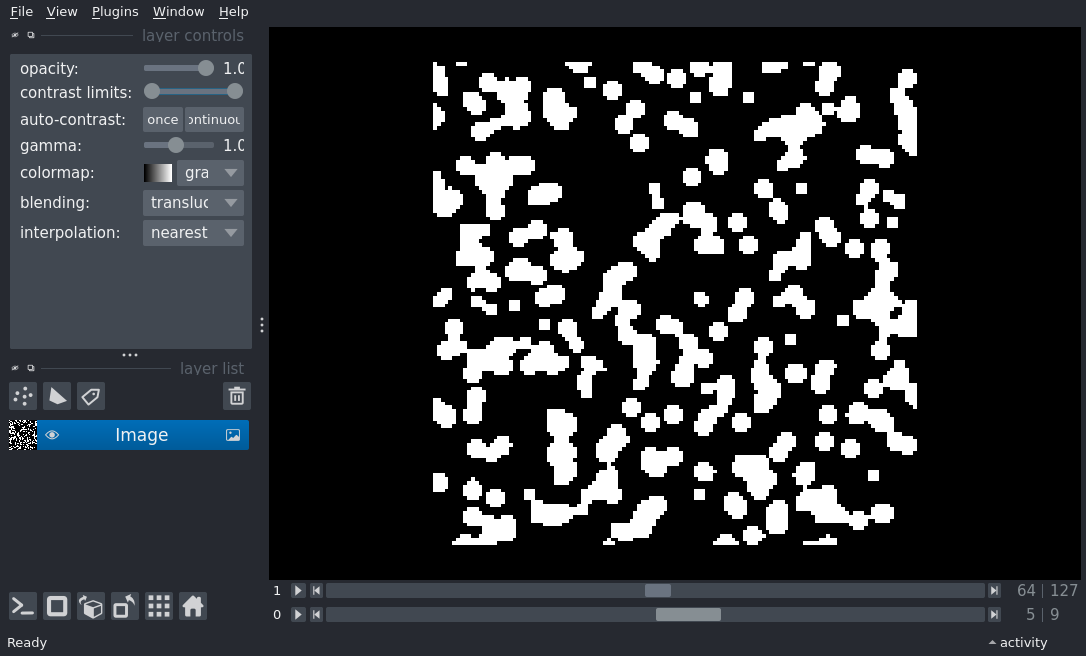 File View Plugins Window Help
layer controls
opacity: 1.0
contrast limits:
auto-contrast: once ontinuou
gamma: 1.0
colormap: gra
blending: transluc
interpolation: nearest
layer list
Image
1 64 | 127
0 5 | 9
Ready activity